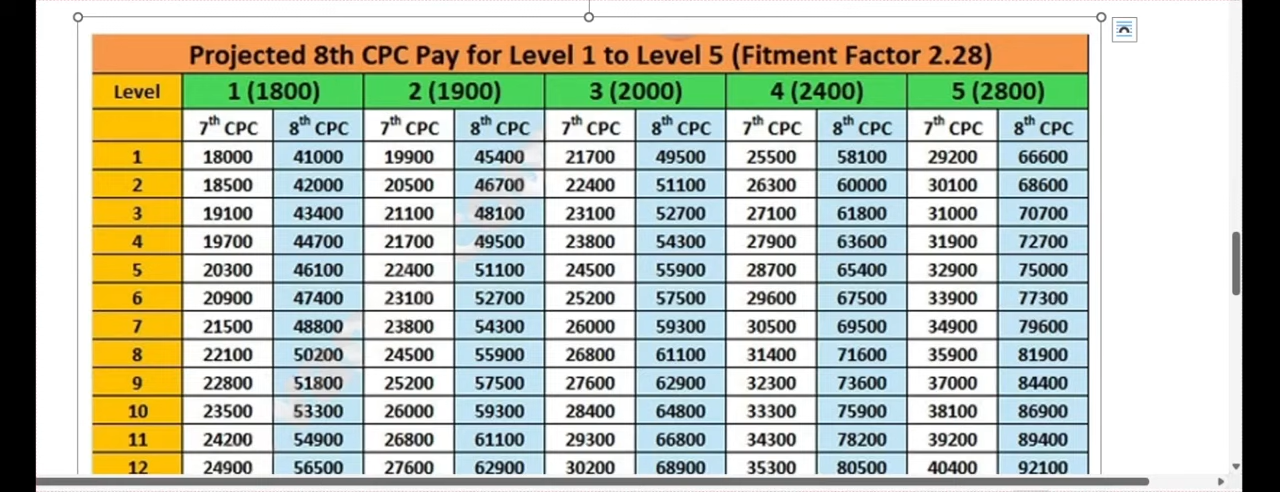 Projected 8th CPC Pay for Level 1 to Level 5 (Fitment Factor 2.28)
Level 1 (1800) 2 (1900) 3 (2000) 4 (2400) 5 (2800)
7th CPC 8th CPC 7th CPC 8th CPC 7th CPC 8th CPC 7th CPC 8th CPC 7th CPC 8th CPC
1 18000 41000 19900 45400 21700 49500 25500 58100 29200 66600
2 18500 42000 20500 46700 22400 51100 26300 60000 30100 68600
3 19100 43400 21100 48100 23100 52700 27100 61800 31000 70700
4 19700 44700 21700 49500 23800 54300 27900 63600 31900 72700
5 20300 46100 22400 51100 24500 55900 28700 65400 32900 75000
6 20900 47400 23100 52700 25200 57500 29600 67500 33900 77300
7 21500 48800 23800 54300 26000 59300 30500 69500 34900 79600
8 22100 50200 24500 55900 26800 61100 31400 71600 35900 81900
9 22800 51800 25200 57500 27600 62900 32300 73600 37000 84400
10 23500 53300 26000 59300 28400 64800 33300 75900 38100 86900
11 24200 54900 26800 61100 29300 66800 34300 78200 39200 89400
12 24900 56500 27600 62900 30200 68900 35300 80500 40400 92100